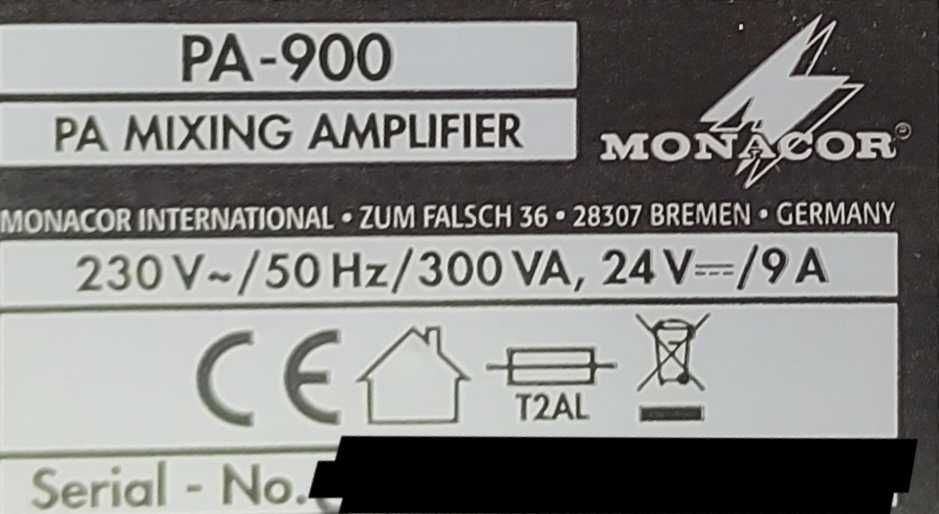 PA-900
PA MIXING AMPLIFIER
MONACOR®
MONACOR INTERNATIONAL • ZUM FALSCH 36 • 28307 BREMEN • GERMANY
230 V~/50 Hz/300 VA, 24 V⎓/9 A
CE
T2AL
Serial - No.